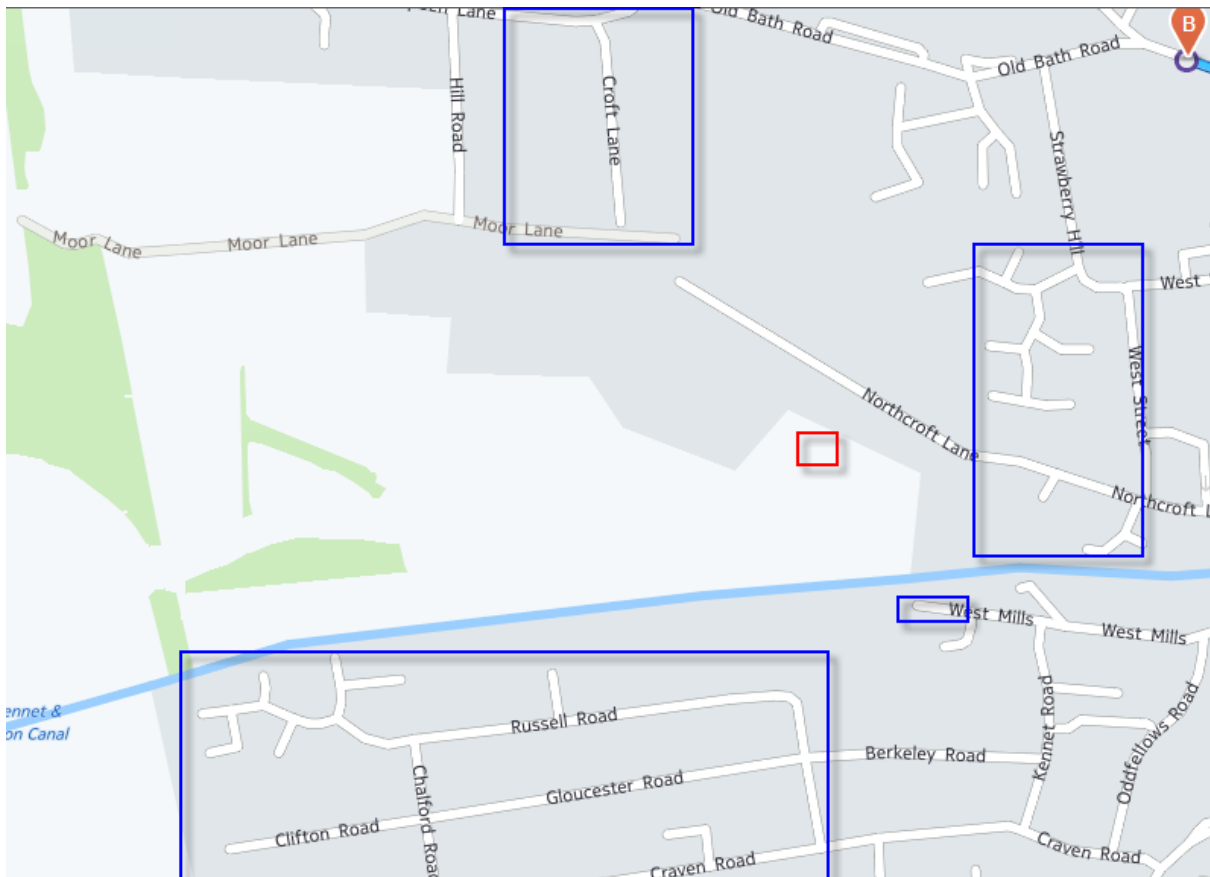 Lane
Old Bath Road
B
Old Bath Road
Hill Road
Croft Lane
Strawberry Hill
Moor Lane
Moor Lane
Moor Lane
West
West Street
Northcroft Lane
Northcroft L
West Mills
West Mills
Kennet Road
Oddfellows Road
ennet &
on Canal
Russell Road
Berkeley Road
Chalford Road
Gloucester Road
Clifton Road
Craven Road
Craven Road